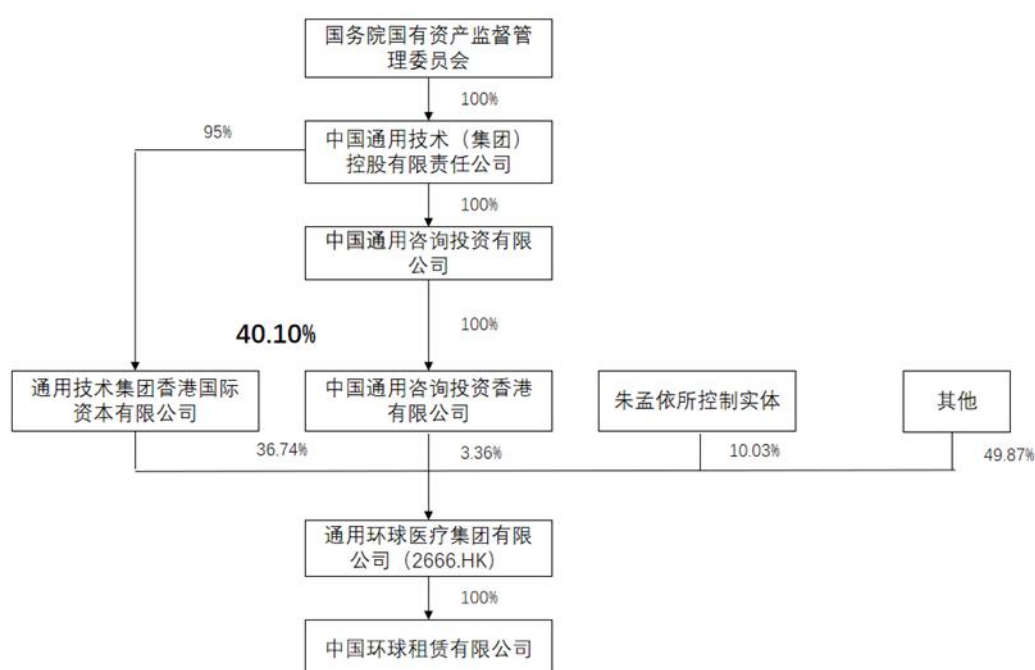 国务院国有资产监督管
理委员会
100%
95%
中国通用技术（集团）
控股有限责任公司
100%
中国通用咨询投资有限
公司
40.10%
100%
通用技术集团香港国际
资本有限公司
中国通用咨询投资香港
有限公司
朱孟依所控制实体
其他
36.74%
3.36%
10.03%
49.87%
通用环球医疗集团有限
公司（2666.HK）
100%
中国环球租赁有限公司